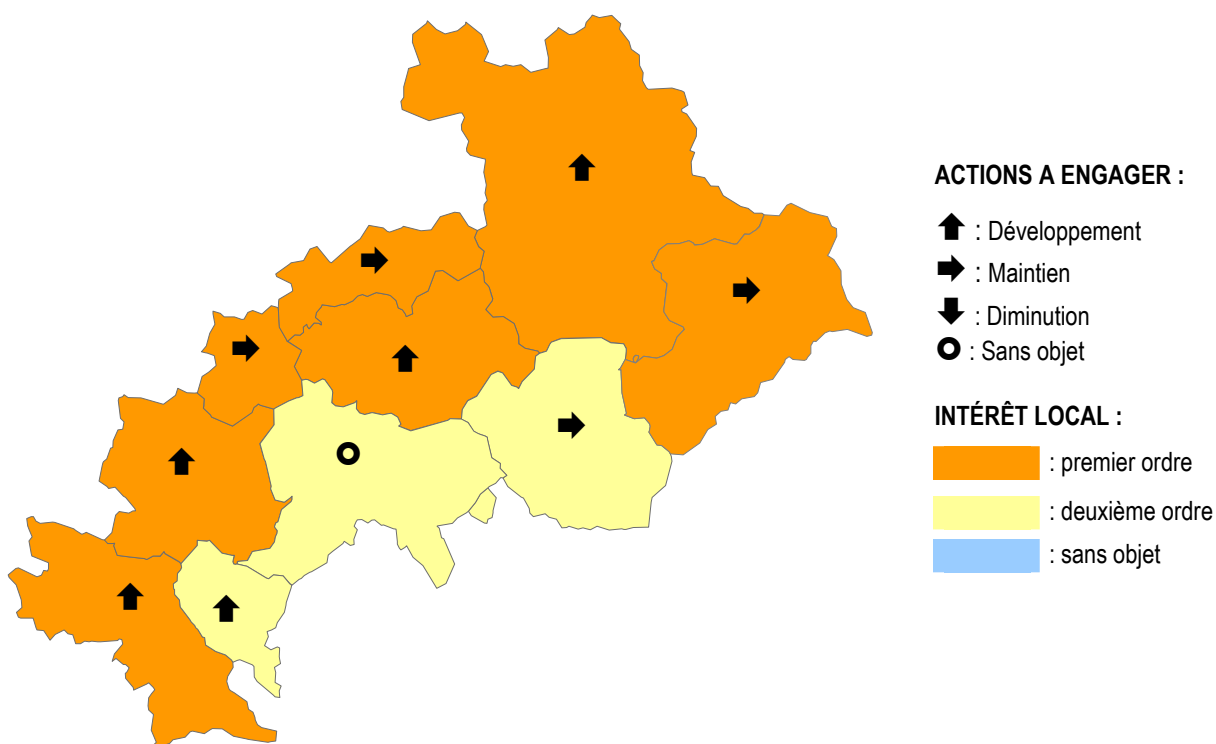 ACTIONS A ENGAGER :
: Développement
: Maintien
: Diminution
: Sans objet
INTÉRÊT LOCAL :
: premier ordre
: deuxième ordre
: sans objet